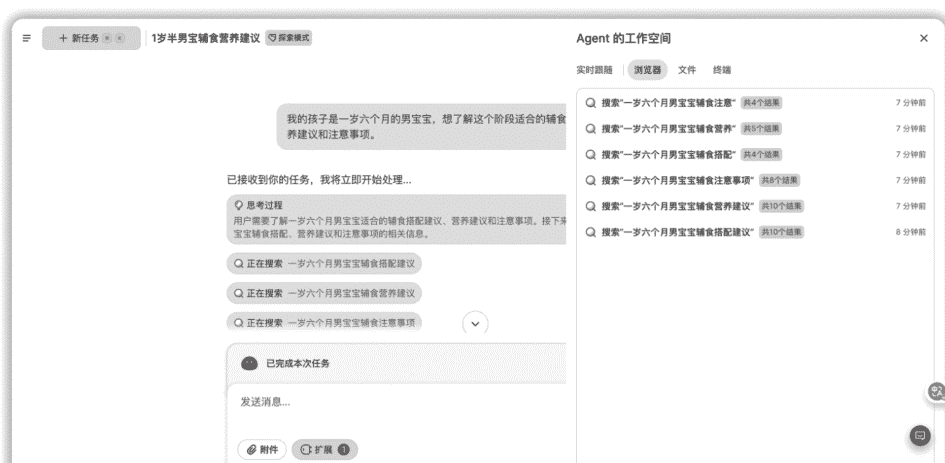 + 新任务
1岁半男宝辅食营养建议
探索模式
我的孩子是一岁六个月的男宝宝，想了解这个阶段适合的辅食
养建议和注意事项。
已接收到你的任务，我将立即开始处理...
思考过程
用户需要了解一岁六个月男宝宝适合的辅食搭配建议、营养建议和注意事项。接下来
宝宝辅食搭配、营养建议和注意事项的相关信息。
正在搜索 一岁六个月男宝宝辅食搭配建议
正在搜索 一岁六个月男宝宝辅食营养建议
正在搜索 一岁六个月男宝宝辅食注意事项
已完成本次任务
发送消息...
附件
扩展 1
Agent 的工作空间
实时跟随 浏览器 文件 终端
搜索“一岁六个月男宝宝辅食注意” 共4个结果 7 分钟前
搜索“一岁六个月男宝宝辅食营养” 共5个结果 7 分钟前
搜索“一岁六个月男宝宝辅食搭配” 共4个结果 7 分钟前
搜索“一岁六个月男宝宝辅食注意事项” 共8个结果 7 分钟前
搜索“一岁六个月男宝宝辅食营养建议” 共10个结果 7 分钟前
搜索“一岁六个月男宝宝辅食搭配建议” 共10个结果 8 分钟前